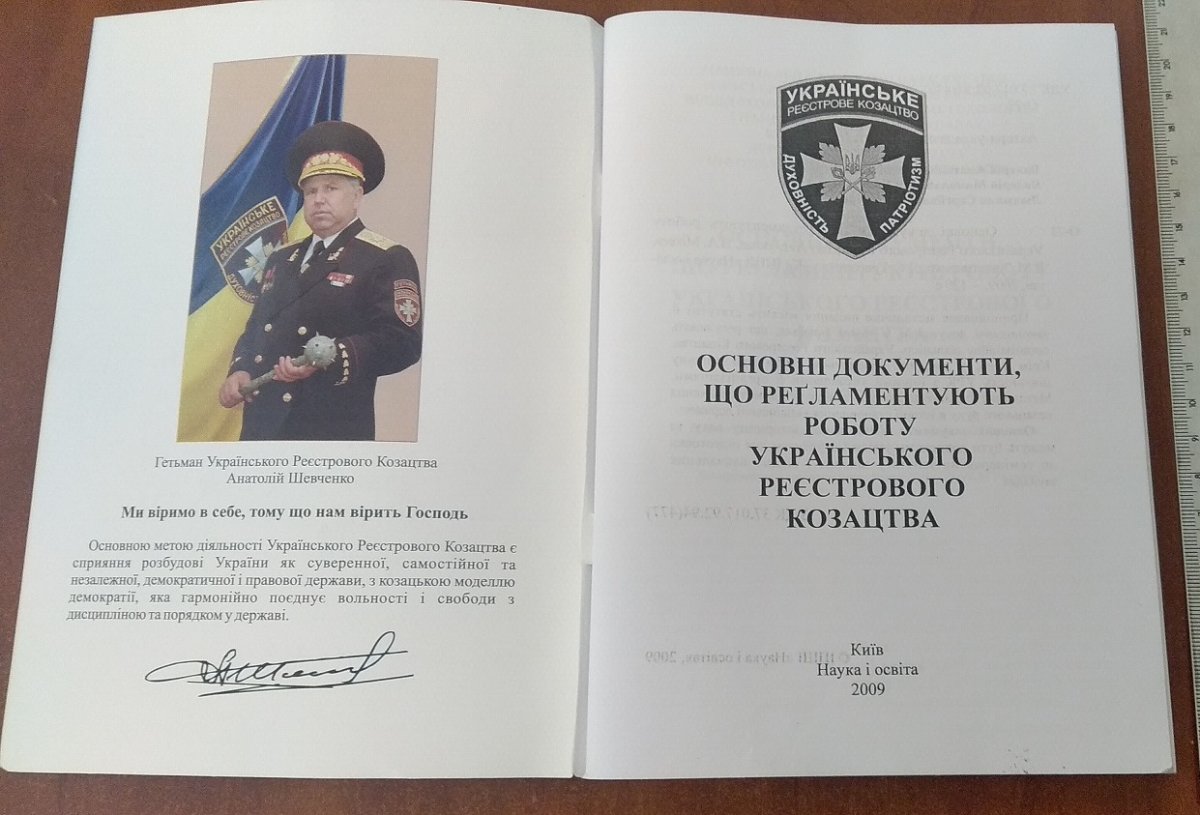 УКРАЇНСЬКЕ
РЕЄСТРОВЕ КОЗАЦТВО
ДУХОВНІСТЬ
Гетьман Українського Реєстрового Козацтва
Анатолій Шевченко
Ми віримо в себе, тому що нам вірить Господь
Основною метою діяльності Українського Реєстрового Козацтва є
сприяння розбудові України як суверенної, самостійної та
незалежної, демократичної і правової держави, з козацькою моделлю
демократії, яка гармонійно поєднує вольності і свободи з
дисципліною та порядком у державі.
УКРАЇНСЬКЕ
РЕЄСТРОВЕ КОЗАЦТВО
ДУХОВНІСТЬ
ПАТРІОТИЗМ
ОСНОВНІ ДОКУМЕНТИ,
ЩО РЕҐЛАМЕНТУЮТЬ
РОБОТУ
УКРАЇНСЬКОГО
РЕЄСТРОВОГО
КОЗАЦТВА
Київ
Наука і освіта
2009